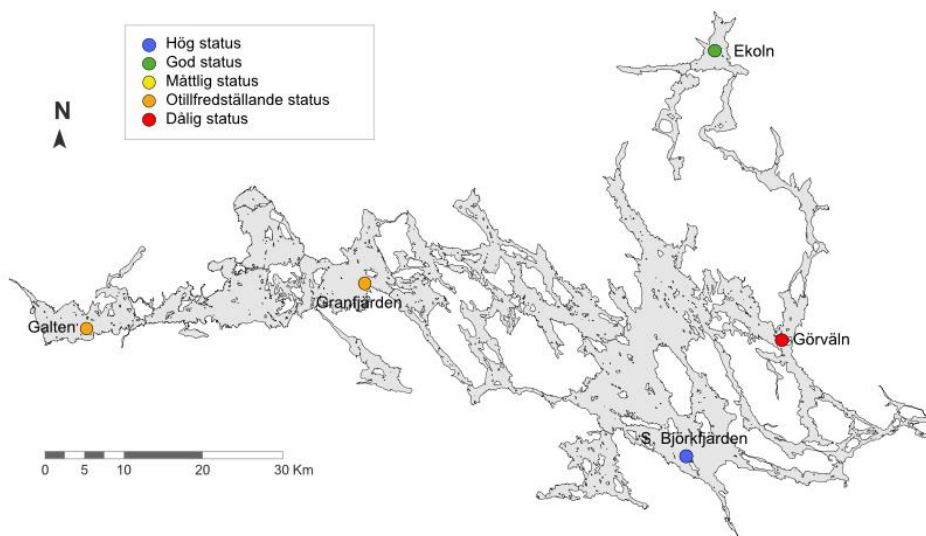 Hög status
God status
Måttlig status
Otillfredställande status
Dålig status
N
Ekoln
Granfjärden
Galten
Görväln
S. Björkfjärden
0 5 10 20 30 Km